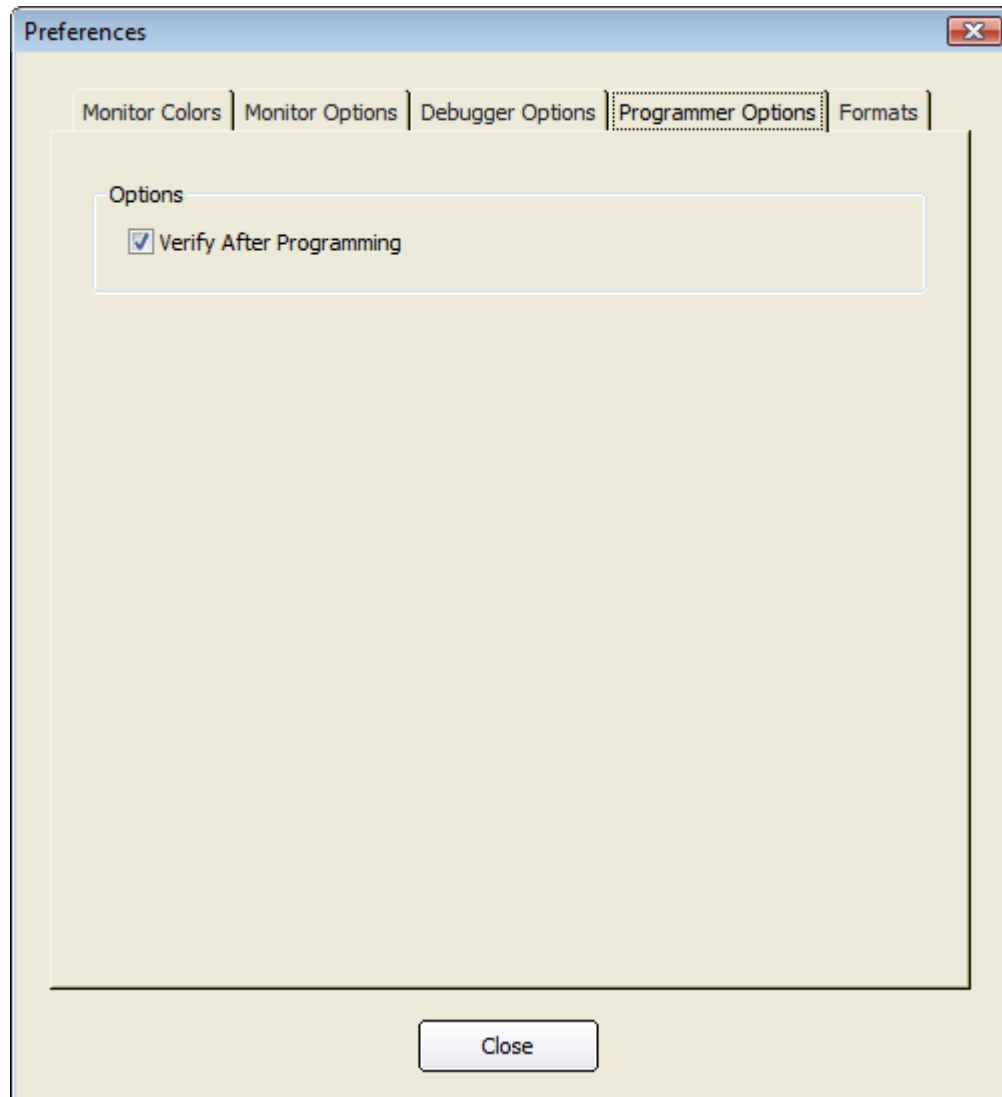 Preferences
Monitor Colors Monitor Options Debugger Options Programmer Options Formats
Options
Verify After Programming
Close